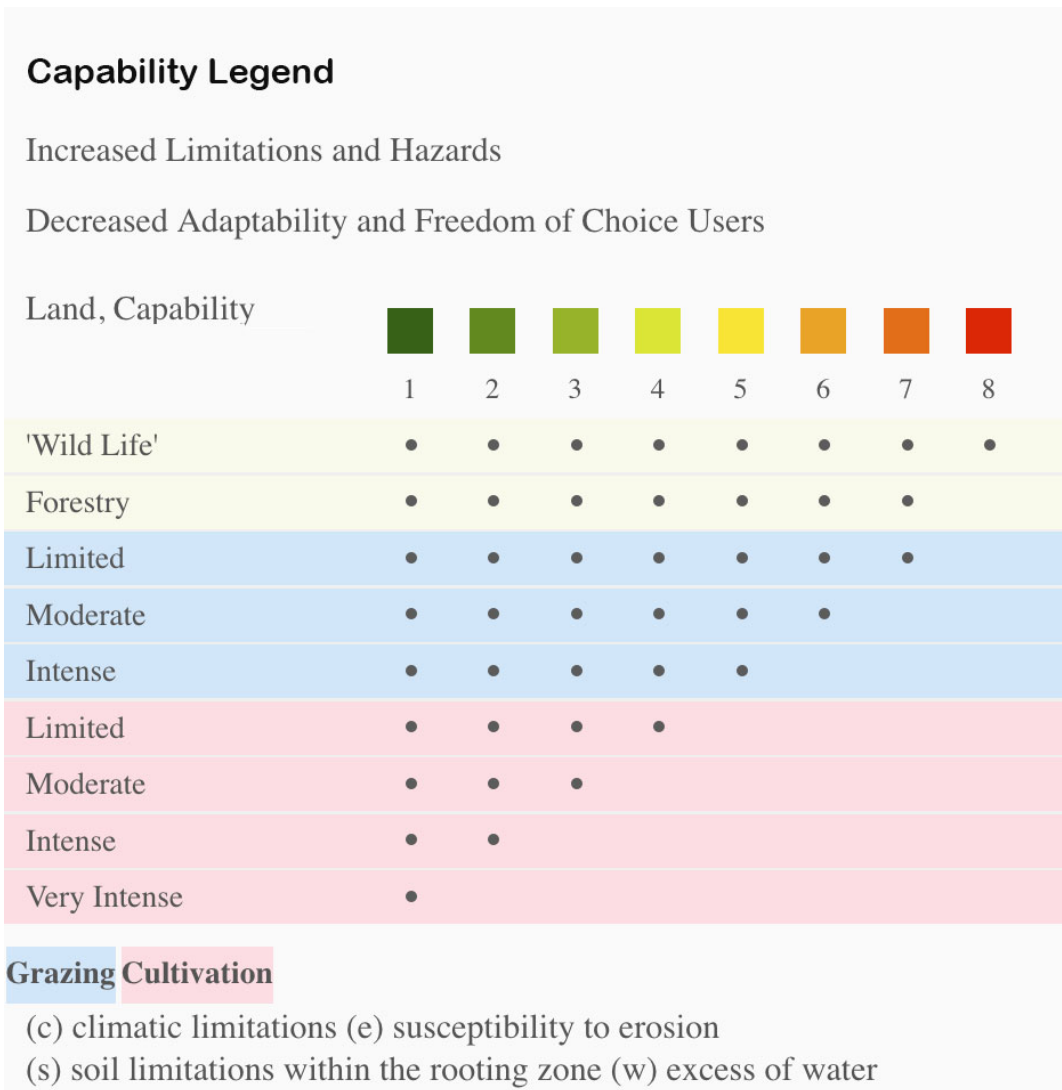 Capability Legend
Increased Limitations and Hazards
Decreased Adaptability and Freedom of Choice Users
Land, Capability
1 2 3 4 5 6 7 8
'Wild Life' • • • • • • • •
Forestry • • • • • • •
Limited • • • • • • •
Moderate • • • • • •
Intense • • • • •
Limited • • • •
Moderate • • •
Intense • •
Very Intense •
Grazing Cultivation
(c) climatic limitations (e) susceptibility to erosion
(s) soil limitations within the rooting zone (w) excess of water